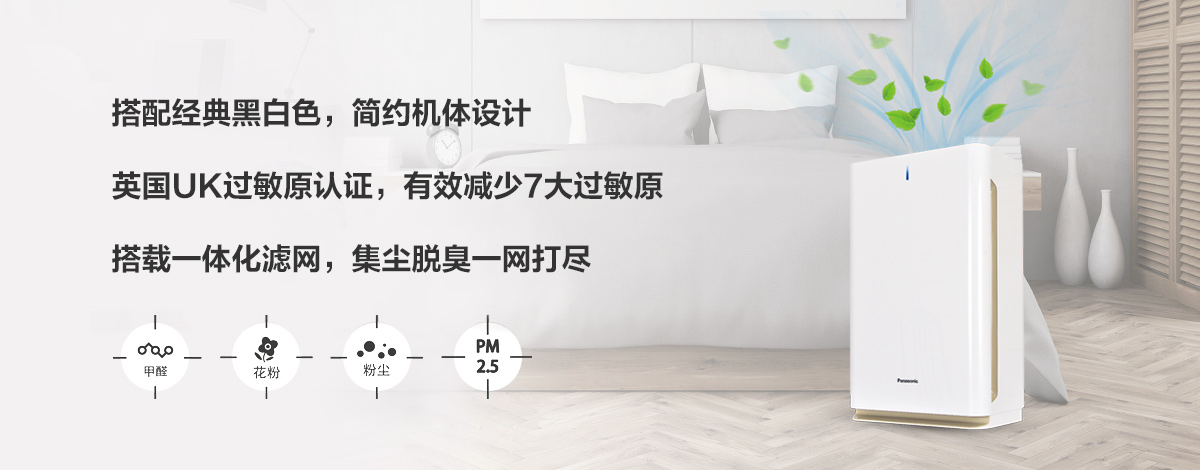 搭配经典黑白色，简约机体设计
英国UK过敏原认证，有效减少7大过敏原
搭载一体化滤网，集尘脱臭一网打尽
甲醛
花粉
粉尘
PM
2.5
Panasonic